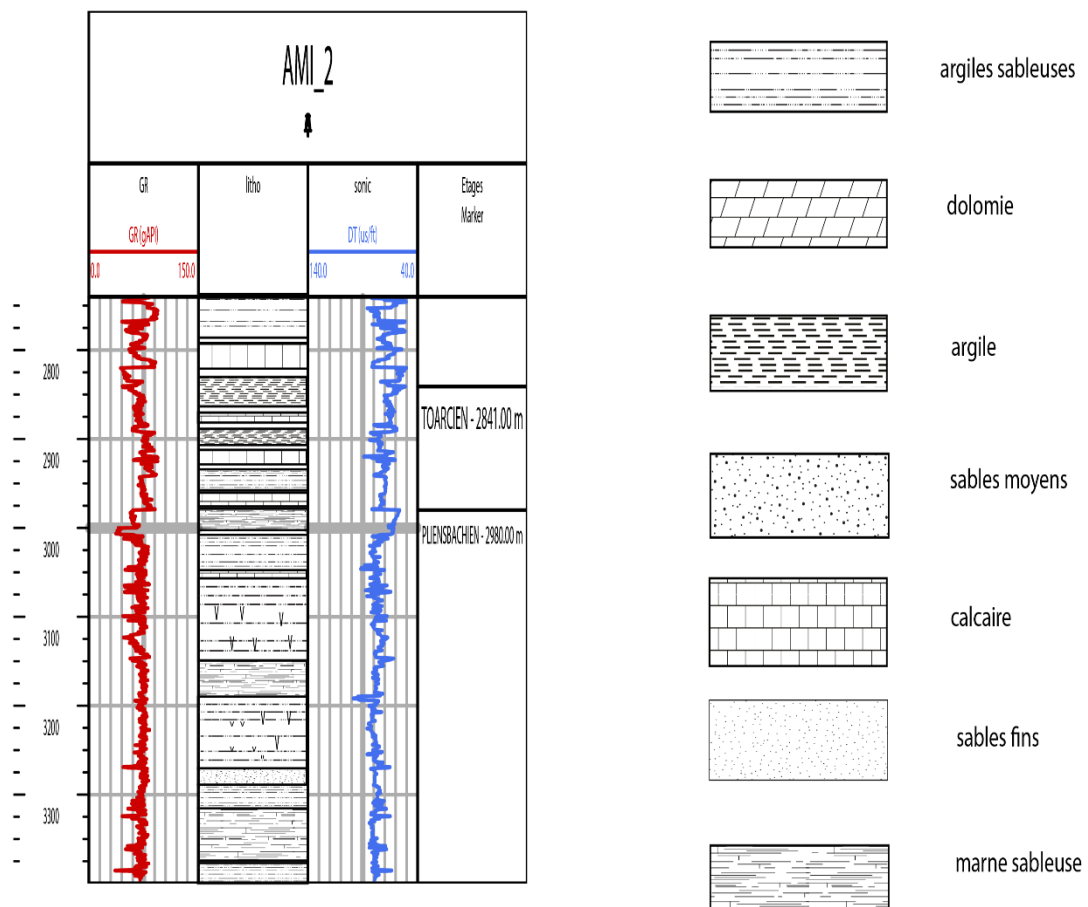 AMI_2
GR
litho
sonic
Etages
Marker
GR (gAPI)
DT (us/ft)
0.0
150.0
140.0
40.0
2800
TOARCIEN - 2841.00 m
2900
PLIENSBACHIEN - 2980.00 m
3000
3100
3200
3300
argiles sableuses
dolomie
argile
sables moyens
calcaire
sables fins
marne sableuse